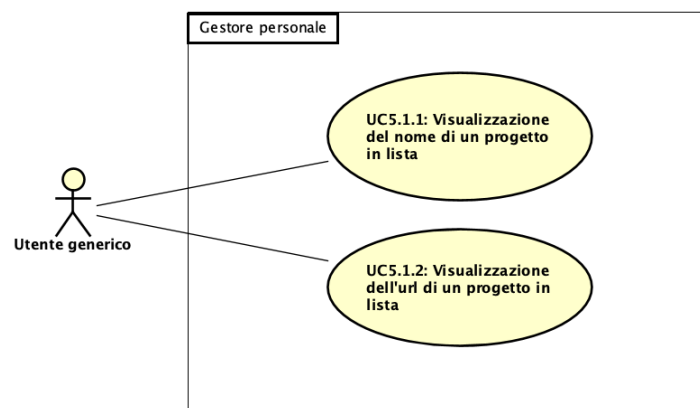 Gestore personale
UC5.1.1: Visualizzazione
del nome di un progetto
in lista
Utente generico
UC5.1.2: Visualizzazione
dell'url di un progetto in
lista